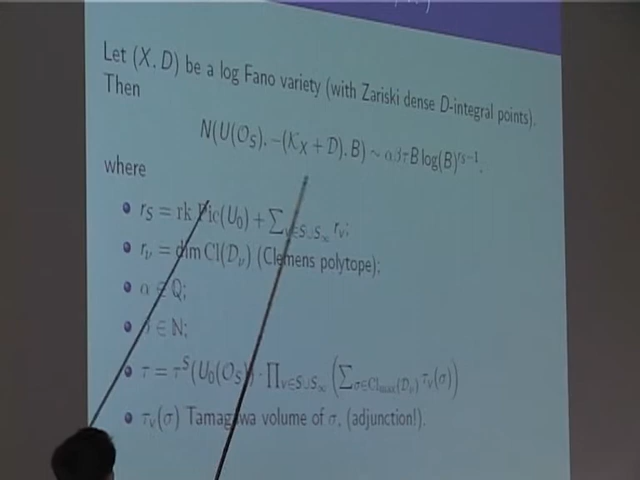 Let (X, D) be a log Fano variety (with Zariski dense D-integral points).
Then
N(U(O_S), −(K_X + D), B) ∼ αβτB log(B)^{r_S−1},
where
r_S = rk Pic(U_0) + ∑_{v∈S∪S_∞} r_v;
r_v = dim Cl(D_v) (Clemens polytope);
α ∈ ℚ;
β ∈ ℕ;
τ = τ^S(U_0(O_S)) · ∏_{v∈S∪S_∞} (∑_{σ∈Cl_max(D_v)} τ_v(σ))
τ_v(σ) Tamagawa volume of σ, (adjunction!).